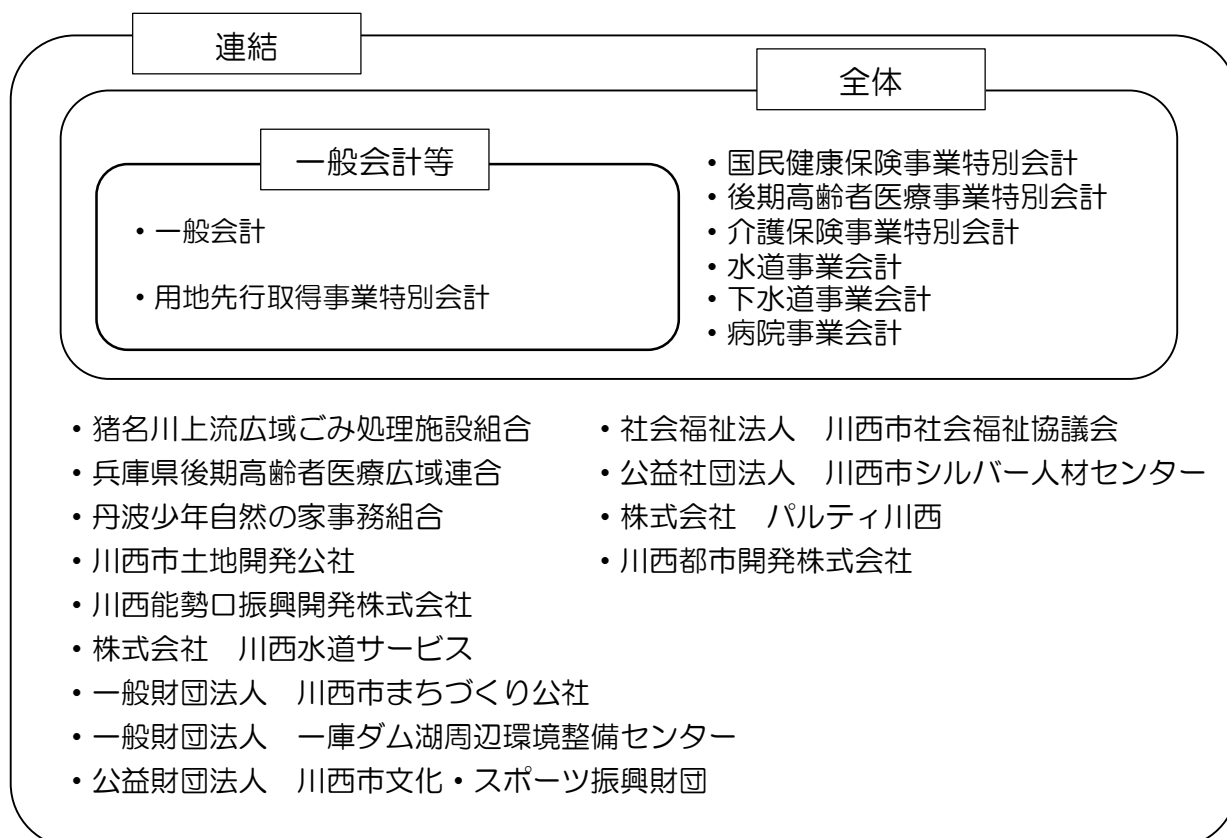 連結
全体
一般会計等
・一般会計
・用地先行取得事業特別会計
・国民健康保険事業特別会計
・後期高齢者医療事業特別会計
・介護保険事業特別会計
・水道事業会計
・下水道事業会計
・病院事業会計
・猪名川上流広域ごみ処理施設組合
・兵庫県後期高齢者医療広域連合
・丹波少年自然の家事務組合
・川西市土地開発公社
・川西能勢口振興開発株式会社
・株式会社　川西水道サービス
・一般財団法人　川西市まちづくり公社
・一般財団法人　一庫ダム湖周辺環境整備センター
・公益財団法人　川西市文化・スポーツ振興財団
・社会福祉法人　川西市社会福祉協議会
・公益社団法人　川西市シルバー人材センター
・株式会社　パルティ川西
・川西都市開発株式会社